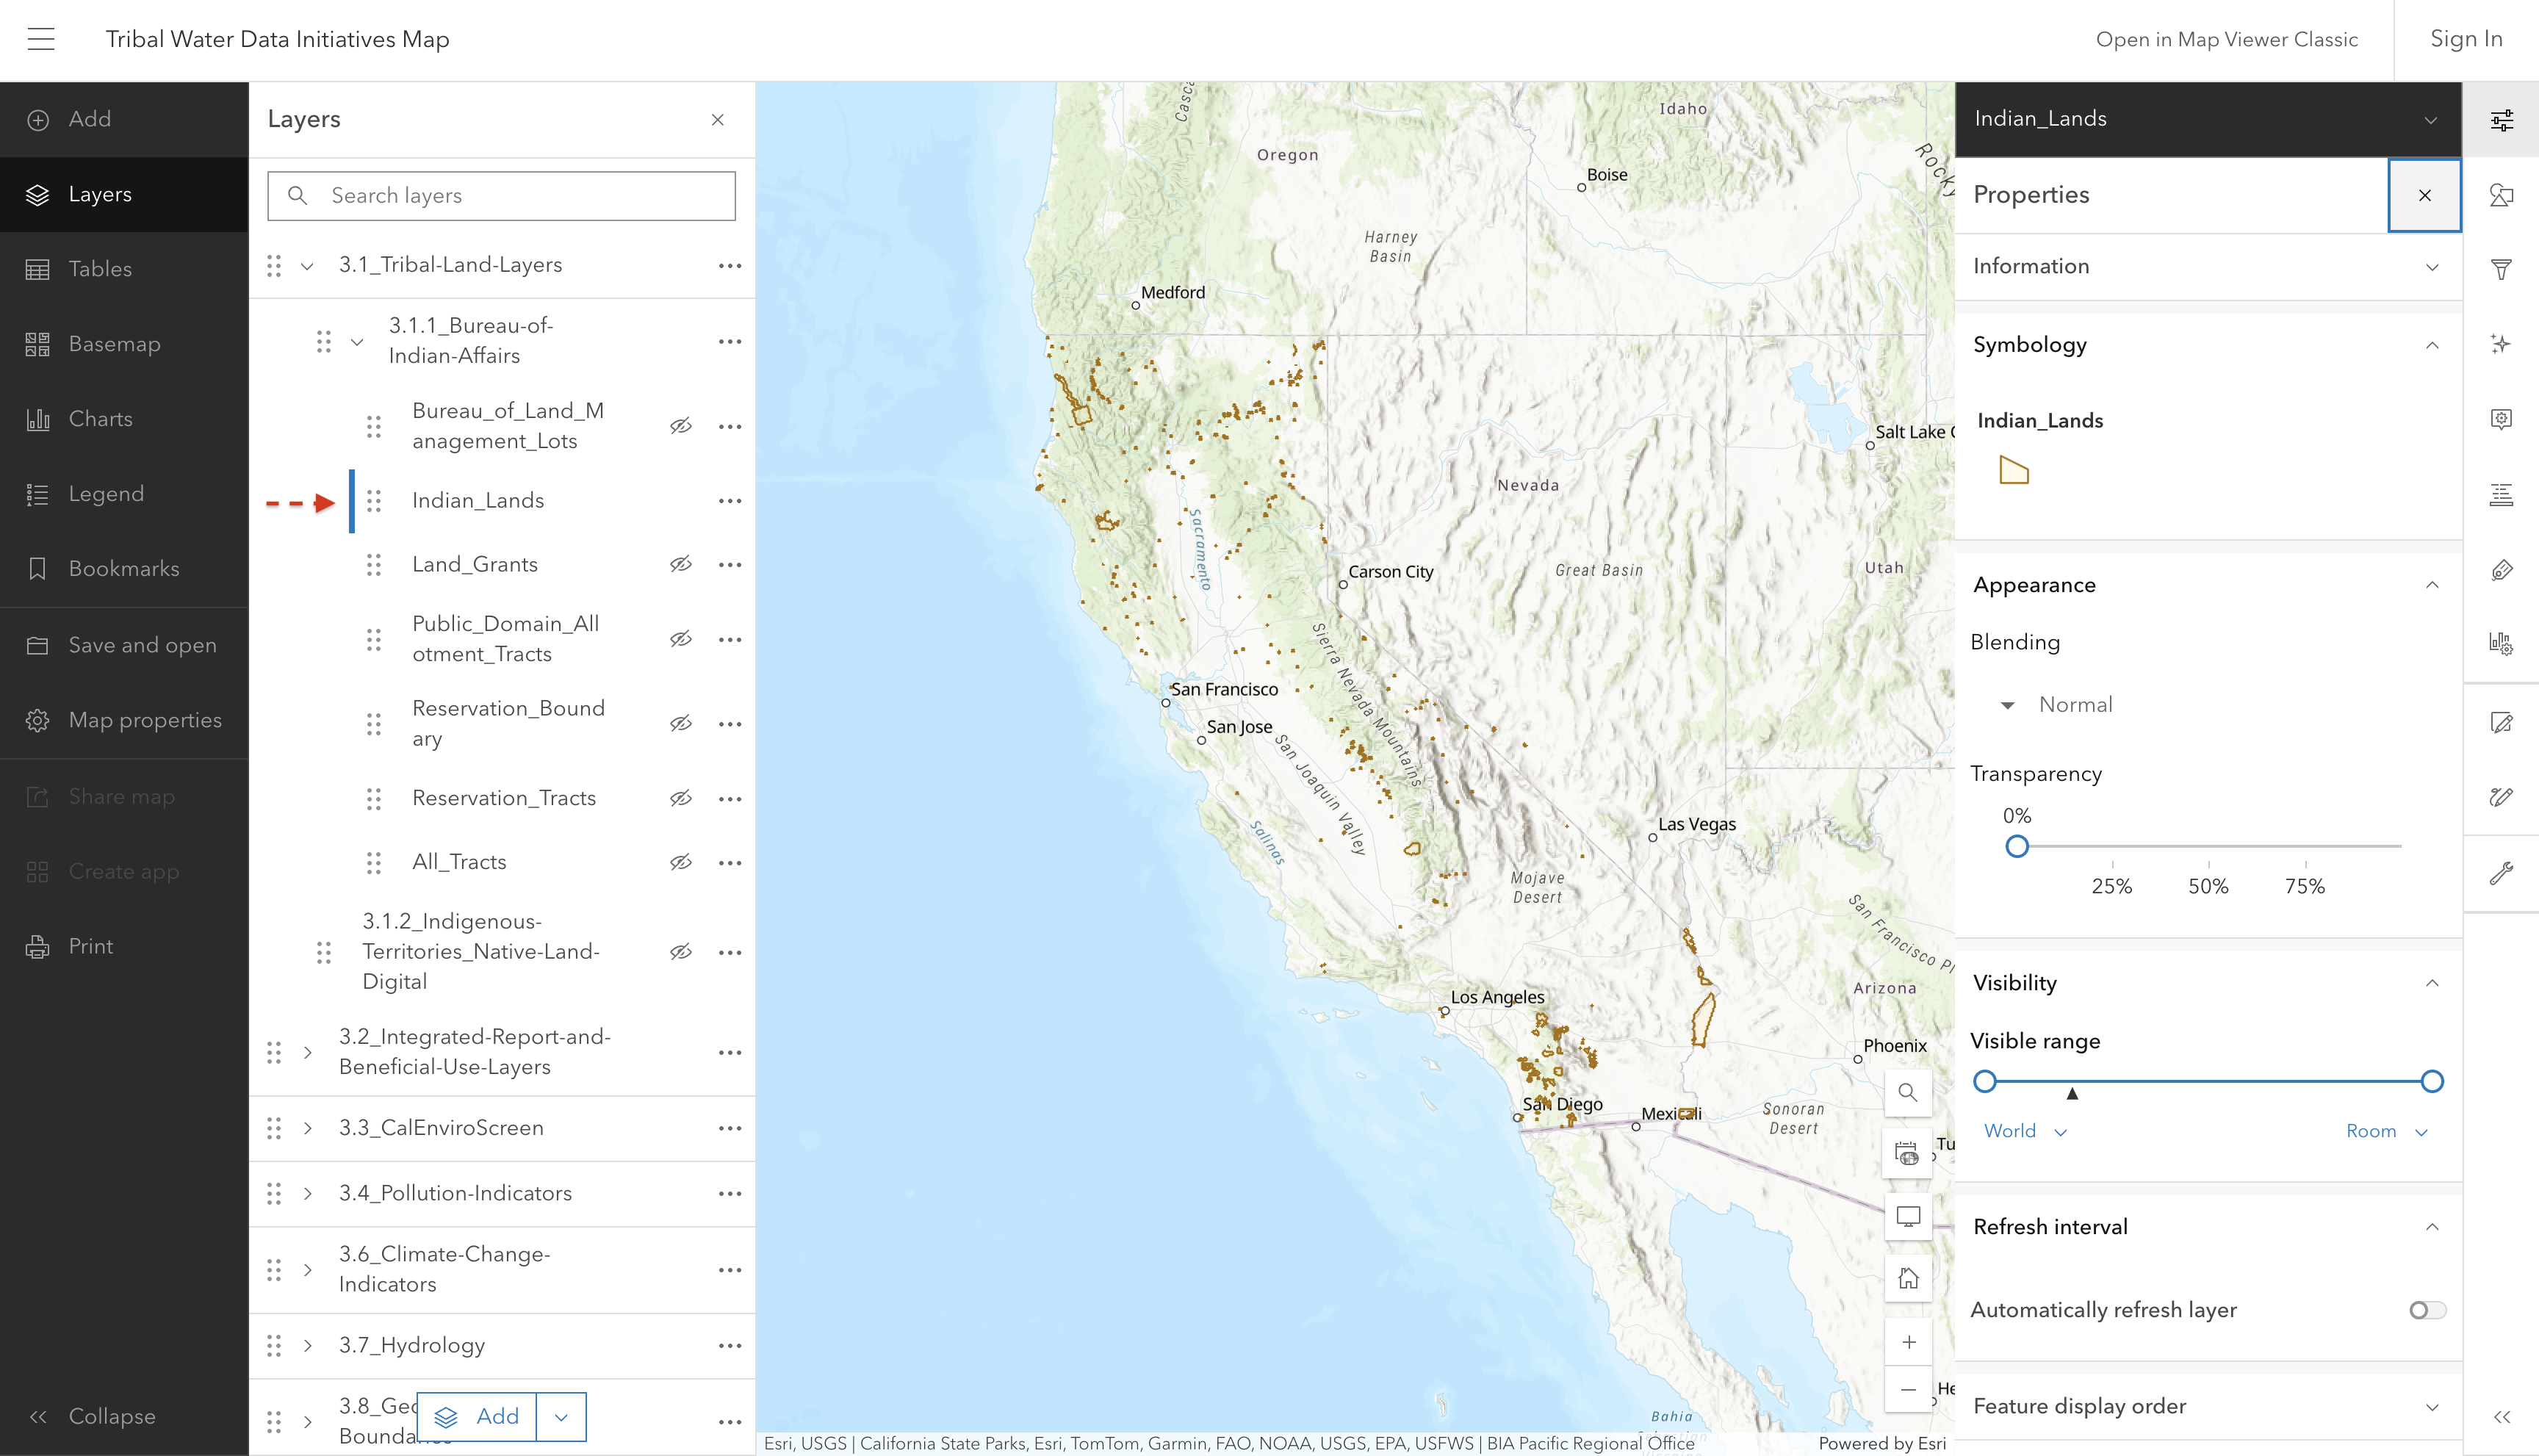 Tribal Water Data Initiatives Map
Open in Map Viewer Classic
Sign In
Add
Layers
Tables
Basemap
Charts
Legend
Bookmarks
Save and open
Map properties
Share map
Create app
Print
Collapse
Layers
Search layers
3.1_Tribal-Land-Layers
3.1.1_Bureau-of-
Indian-Affairs
Bureau_of_Land_M
anagement_Lots
Indian_Lands
Land_Grants
Public_Domain_All
otment_Tracts
Reservation_Bound
ary
Reservation_Tracts
All_Tracts
3.1.2_Indigenous-
Territories_Native-Land-
Digital
3.2_Integrated-Report-and-
Beneficial-Use-Layers
3.3_CalEnviroScreen
3.4_Pollution-Indicators
3.6_Climate-Change-
Indicators
3.7_Hydrology
3.8_Geo
Bounda
Add
Casca
Idaho
Oregon
Boise
Rocky
Harney
Basin
Medford
Salt Lake C
Nevada
Sacramento
Carson City
Great Basin
Utah
Sierra Nevada Mountains
San Francisco
San Jose
San Joaquin Valley
Salinas
Las Vegas
Mojave
Desert
San Francisco Pl
Arizona
Los Angeles
Phoenix
San Diego
Mexicali
Sonoran
Desert
Tu
He
Bahia
Esri, USGS | California State Parks, Esri, TomTom, Garmin, FAO, NOAA, USGS, EPA, USFWS | BIA Pacific Regional Office
Powered by Esri
Indian_Lands
Properties
Information
Symbology
Indian_Lands
Appearance
Blending
Normal
Transparency
0%
25% 50% 75%
Visibility
Visible range
World Room
Refresh interval
Automatically refresh layer
Feature display order